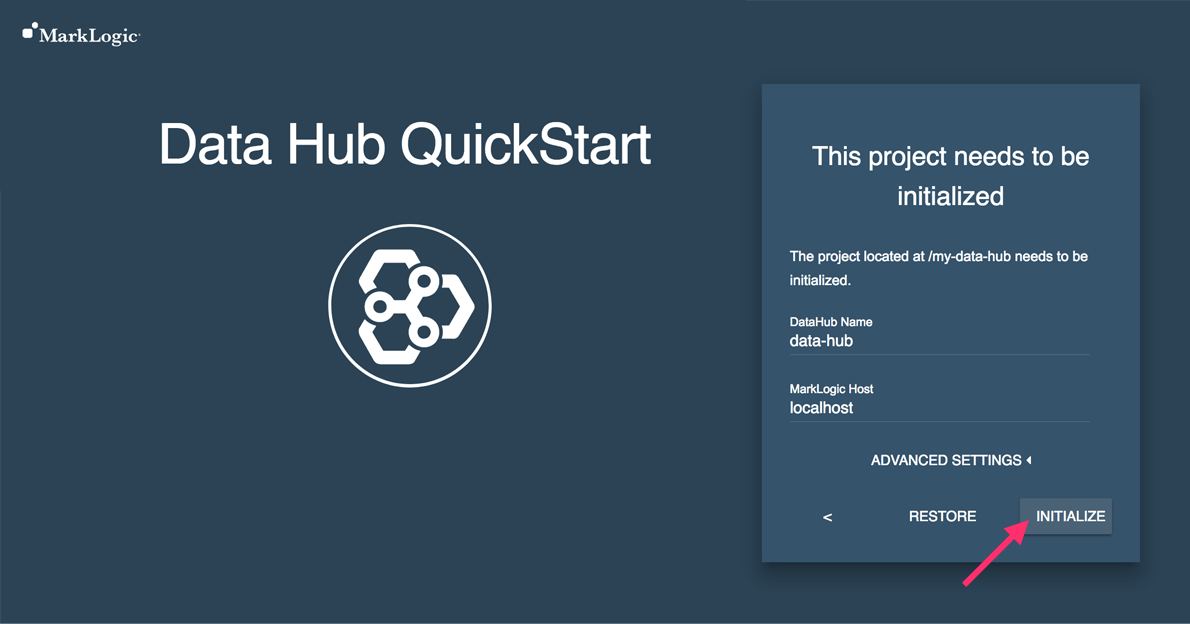 MarkLogic
Data Hub QuickStart
This project needs to be
initialized
The project located at /my-data-hub needs to be
initialized.
DataHub Name
data-hub
MarkLogic Host
localhost
ADVANCED SETTINGS
< RESTORE INITIALIZE